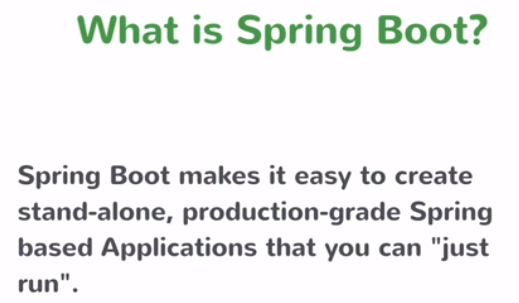 What is Spring Boot?
Spring Boot makes it easy to create
stand-alone, production-grade Spring
based Applications that you can "just
run".